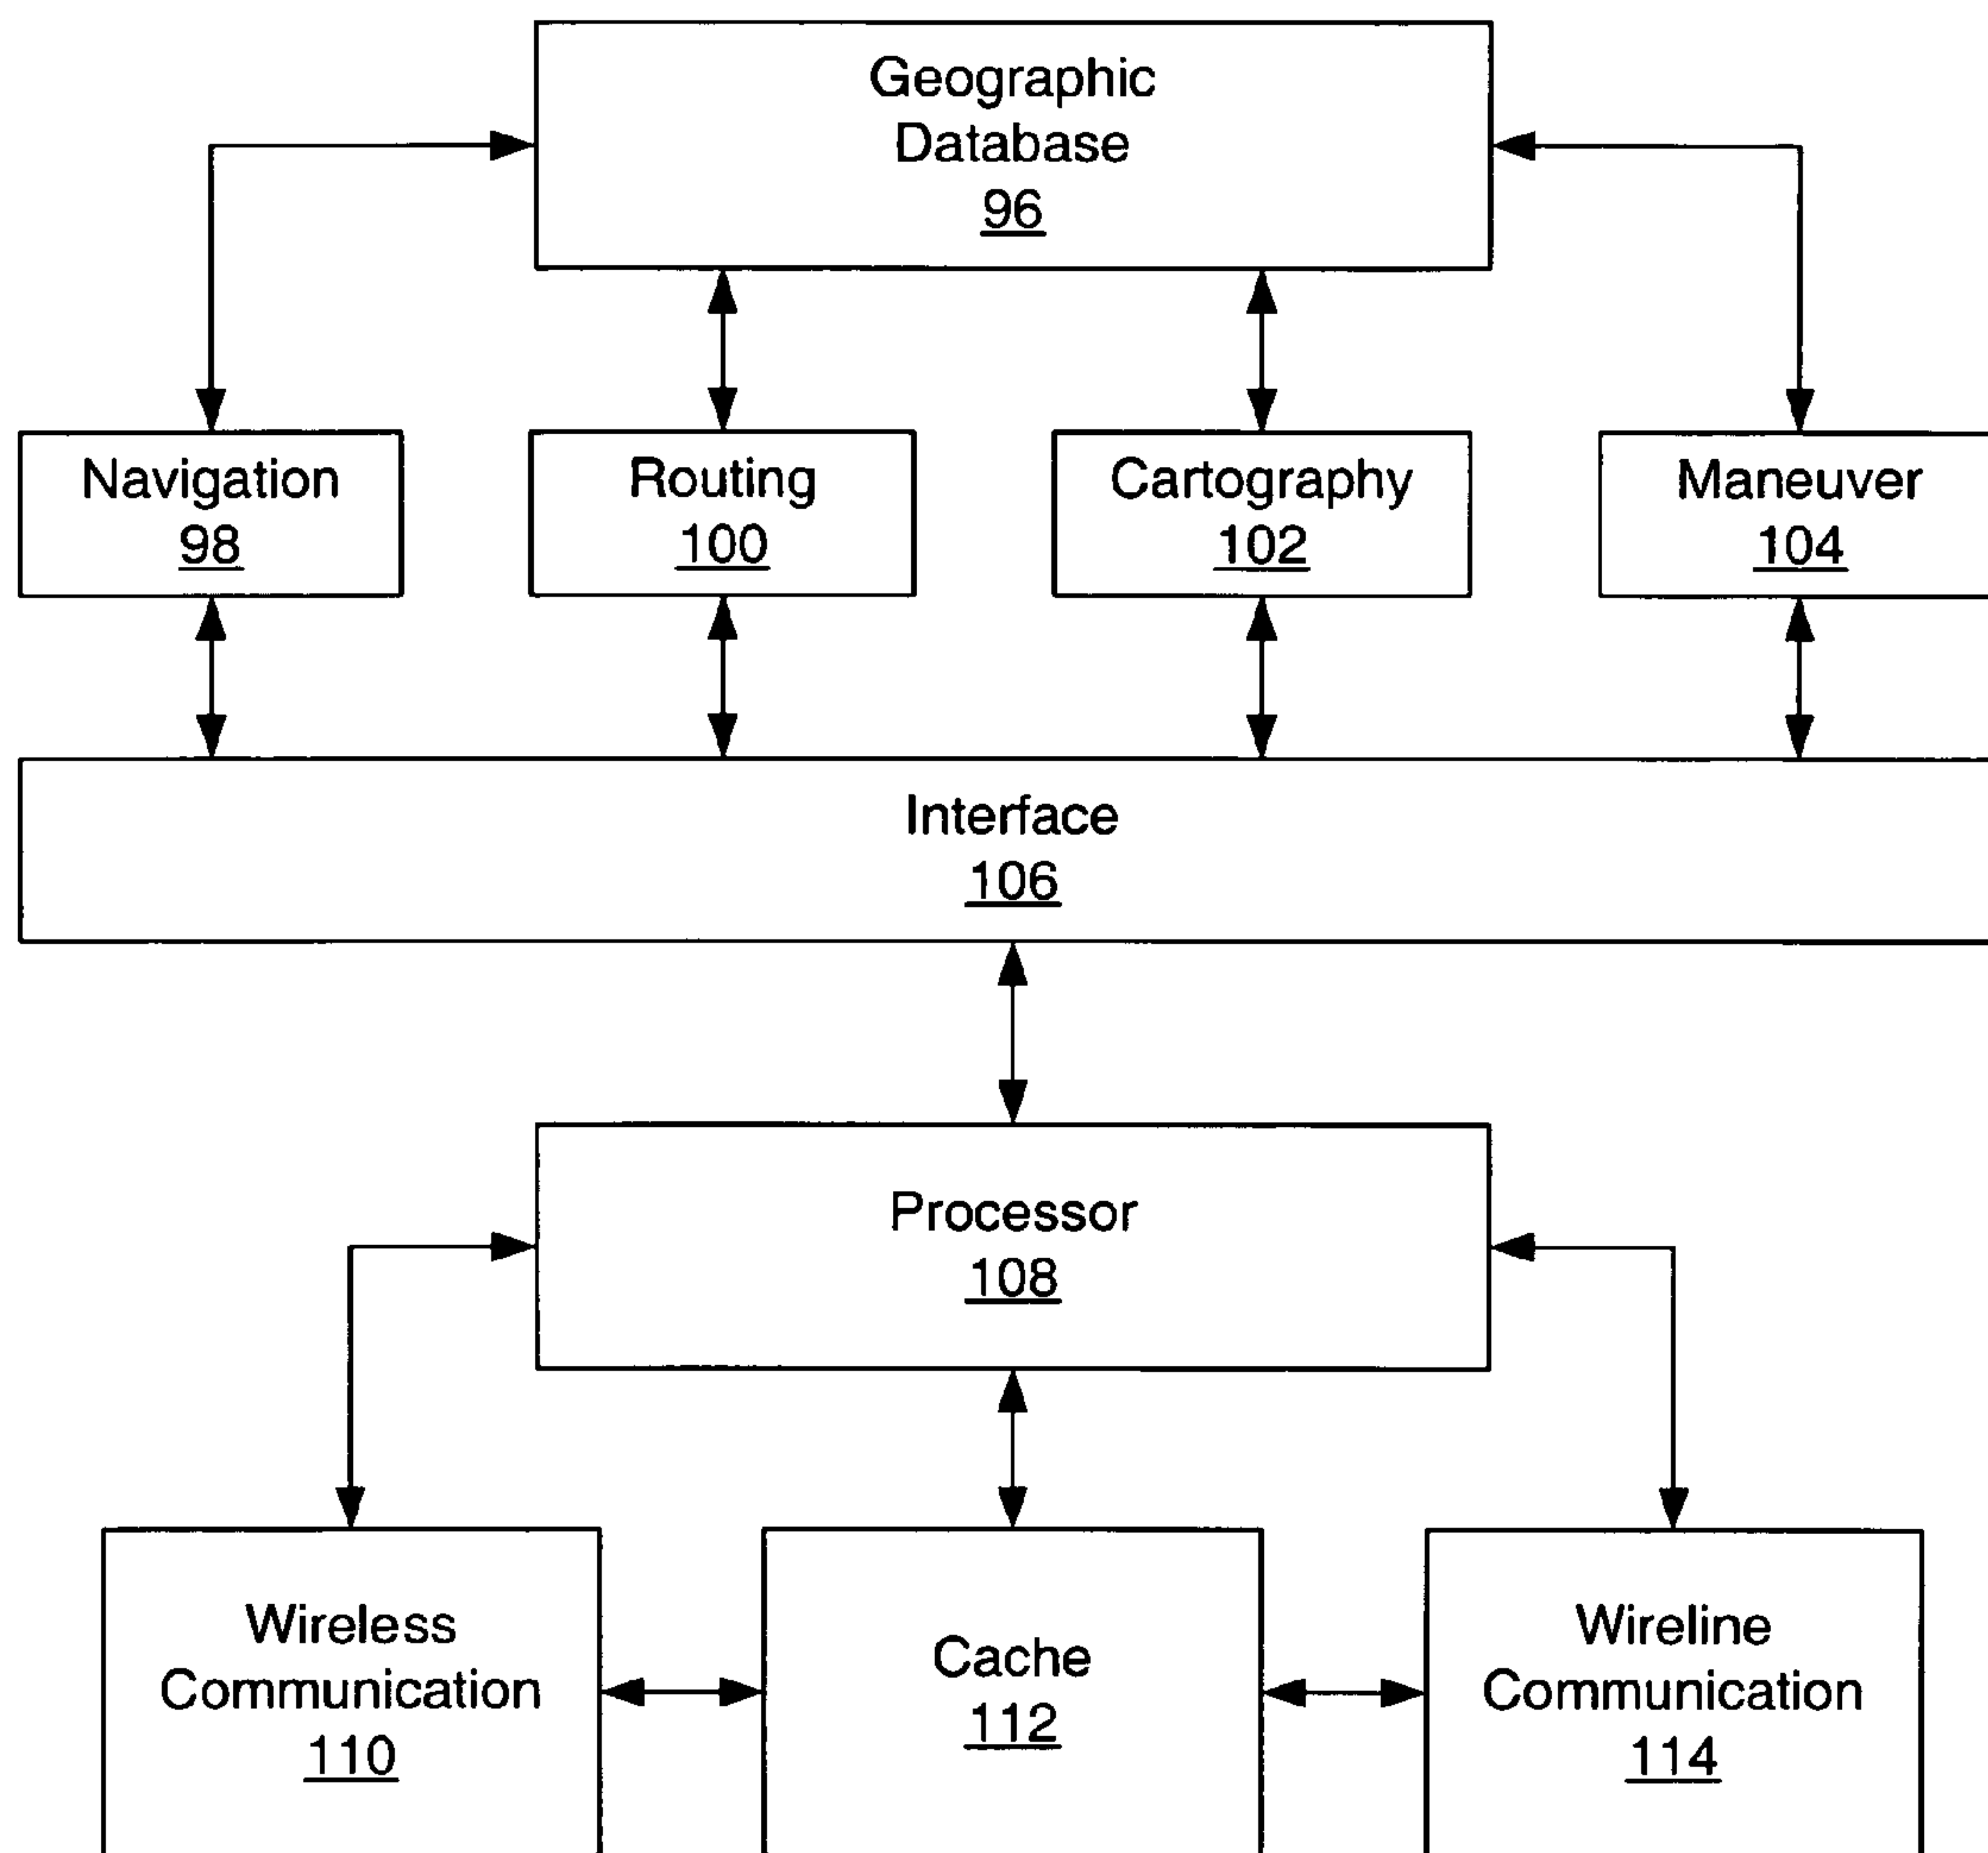 Geographic
Database
96
Navigation
98
Routing
100
Cartography
102
Maneuver
104
Interface
106
Processor
108
Wireless
Communication
110
Cache
112
Wireline
Communication
114